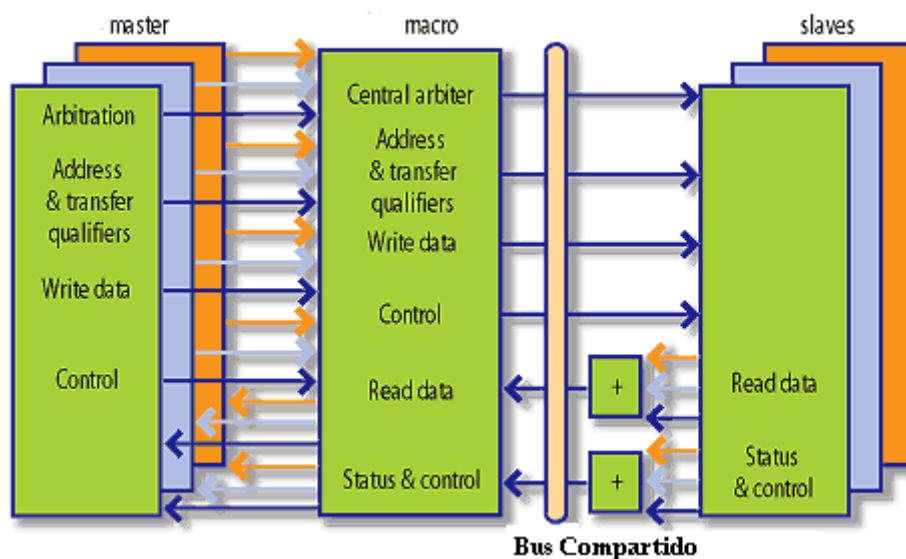 master
macro
slaves
Arbitration
Address
& transfer
qualifiers
Write data
Control
Central arbiter
Address
& transfer
qualifiers
Write data
Control
Read data
Status & control
+
+
Read data
Status
& control
Bus Compartido